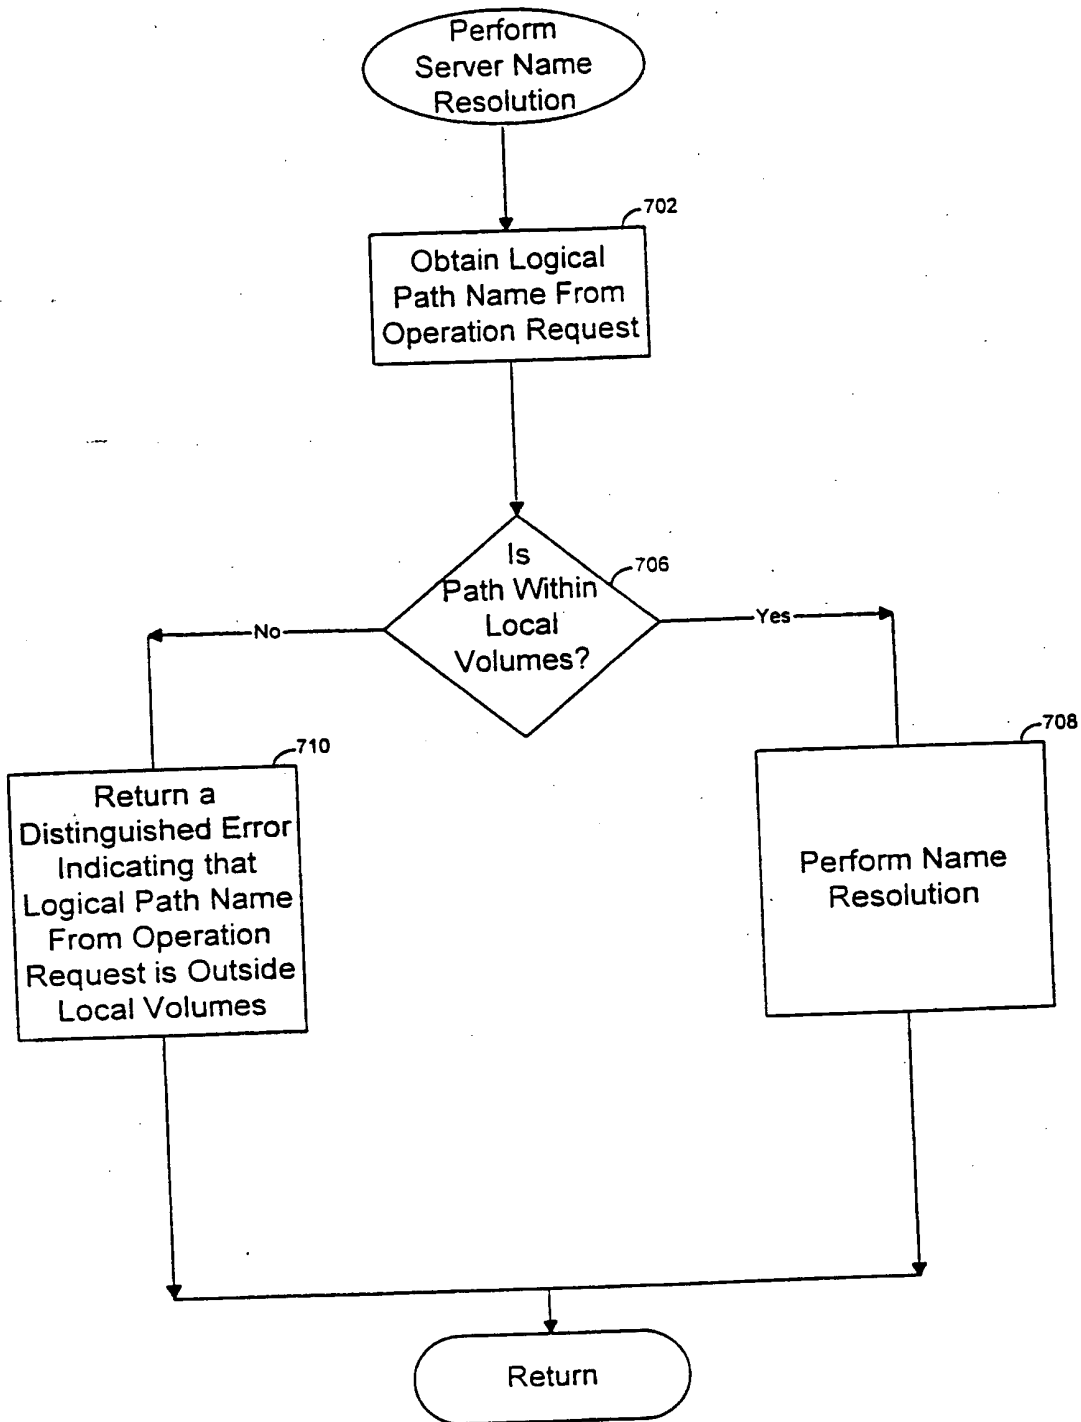 Perform
Server Name
Resolution
702
Obtain Logical
Path Name From
Operation Request
Is
Path Within
Local
Volumes?
706
No
Yes
710
Return a
Distinguished Error
Indicating that
Logical Path Name
From Operation
Request is Outside
Local Volumes
708
Perform Name
Resolution
Return